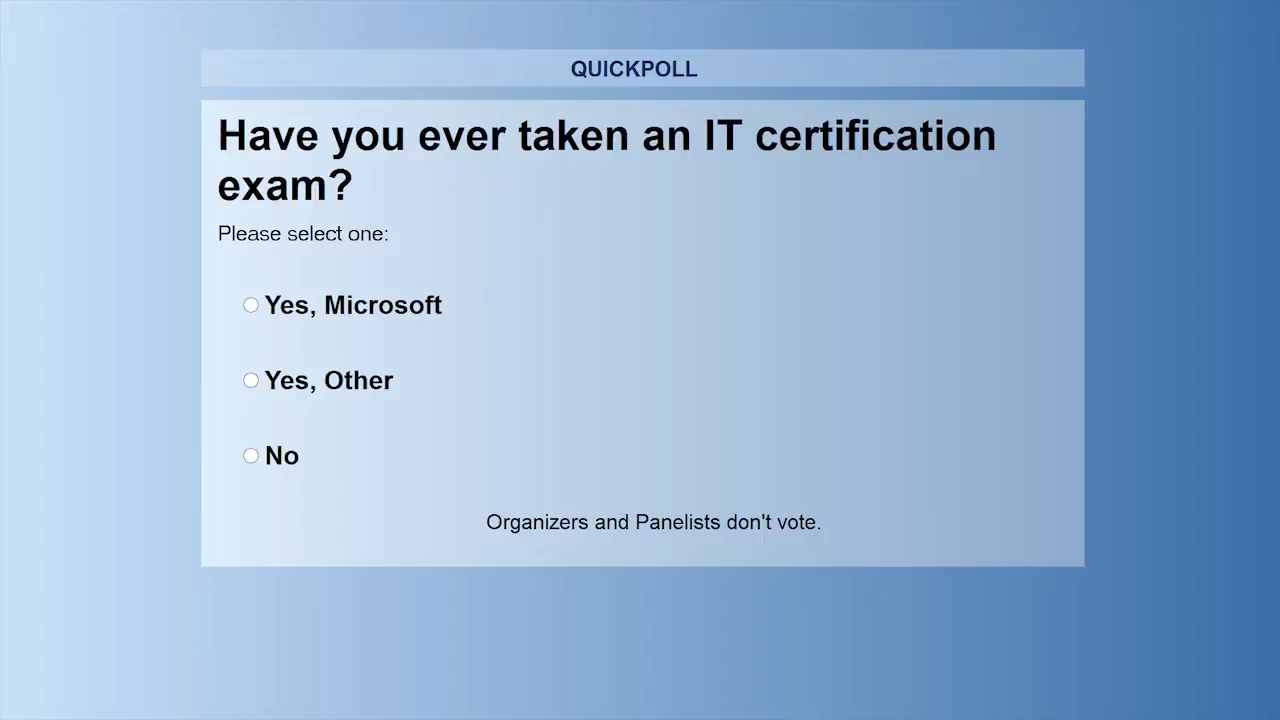 QUICKPOLL
Have you ever taken an IT certification
exam?
Please select one:
Yes, Microsoft
Yes, Other
No
Organizers and Panelists don't vote.